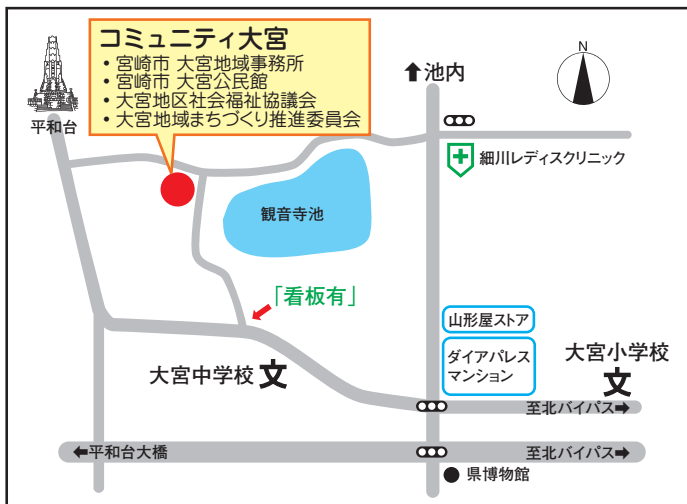 コミュニティ大宮
・宮崎市 大宮地域事務所
・宮崎市 大宮公民館
・大宮地区社会福祉協議会
・大宮地域まちづくり推進委員会
平和台
⬆池内
N
細川レディスクリニック
観音寺池
「看板有」
山形屋ストア
ダイアパレス
マンション
大宮小学校
文
大宮中学校 文
至北バイパス➡
⬅平和台大橋
至北バイパス➡
県博物館